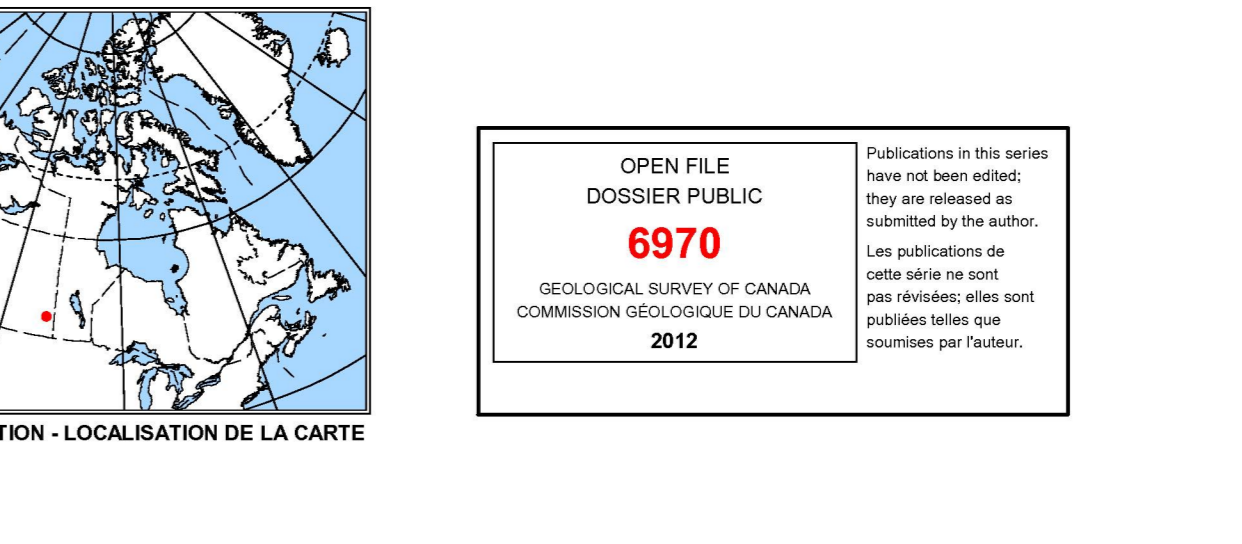 TION - LOCALISATION DE LA CARTE
OPEN FILE
DOSSIER PUBLIC
6970
GEOLOGICAL SURVEY OF CANADA
COMMISSION GÉOLOGIQUE DU CANADA
2012
Publications in this series
have not been edited;
they are released as
submitted by the author.
Les publications de
cette série ne sont
pas révisées; elles sont
publiées telles que
soumises par l'auteur.